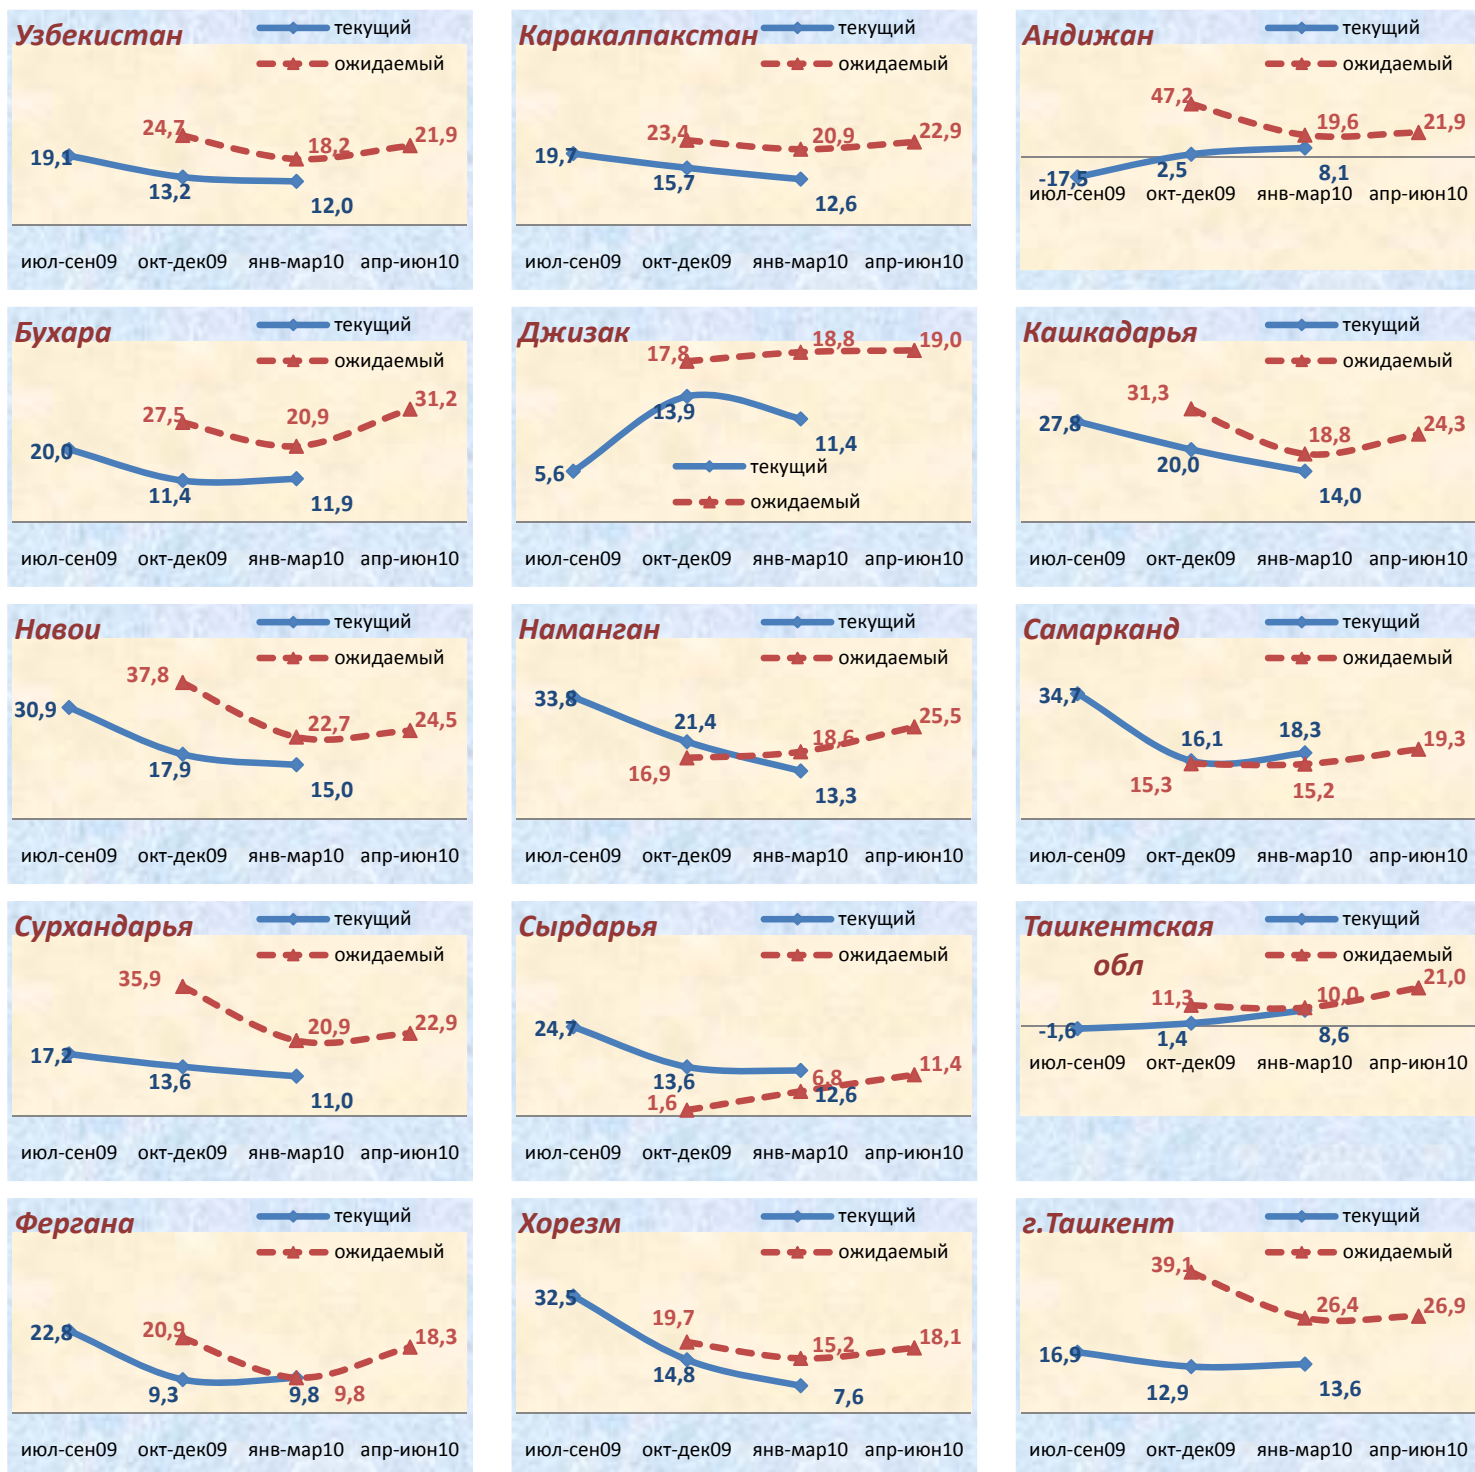 Узбекистан
текущий
ожидаемый
24,7
18,2
21,9
19,1
13,2
12,0
июл-сен09 окт-дек09 янв-мар10 апр-июн10
Каракалпакстан
текущий
ожидаемый
23,4
20,9
22,9
19,7
15,7
12,6
июл-сен09 окт-дек09 янв-мар10 апр-июн10
Андижан
текущий
ожидаемый
47,2
19,6
21,9
-17,5
2,5
8,1
июл-сен09 окт-дек09 янв-мар10 апр-июн10
Бухара
текущий
ожидаемый
27,5
20,9
31,2
20,0
11,4
11,9
июл-сен09 окт-дек09 янв-мар10 апр-июн10
Джизак
17,8
18,8
19,0
13,9
11,4
5,6
текущий
ожидаемый
июл-сен09 окт-дек09 янв-мар10 апр-июн10
Кашкадарья
текущий
ожидаемый
31,3
18,8
24,3
27,8
20,0
14,0
июл-сен09 окт-дек09 янв-мар10 апр-июн10
Навои
текущий
ожидаемый
37,8
22,7
24,5
30,9
17,9
15,0
июл-сен09 окт-дек09 янв-мар10 апр-июн10
Наманган
текущий
ожидаемый
33,8
21,4
18,6
25,5
16,9
13,3
июл-сен09 окт-дек09 янв-мар10 апр-июн10
Самарканд
текущий
ожидаемый
34,7
16,1
18,3
19,3
15,3
15,2
июл-сен09 окт-дек09 янв-мар10 апр-июн10
Сурхандарья
текущий
ожидаемый
35,9
20,9
22,9
17,2
13,6
11,0
июл-сен09 окт-дек09 янв-мар10 апр-июн10
Сырдарья
текущий
ожидаемый
24,7
13,6
6,8
11,4
12,6
1,6
июл-сен09 окт-дек09 янв-мар10 апр-июн10
Ташкентская
обл
текущий
ожидаемый
11,3
10,0
21,0
-1,6
1,4
8,6
июл-сен09 окт-дек09 янв-мар10 апр-июн10
Фергана
текущий
ожидаемый
22,8
20,9
18,3
9,3
9,8
9,8
июл-сен09 окт-дек09 янв-мар10 апр-июн10
Хорезм
текущий
ожидаемый
32,5
19,7
15,2
18,1
14,8
7,6
июл-сен09 окт-дек09 янв-мар10 апр-июн10
г.Ташкент
текущий
ожидаемый
39,1
26,4
26,9
16,9
12,9
13,6
июл-сен09 окт-дек09 янв-мар10 апр-июн10